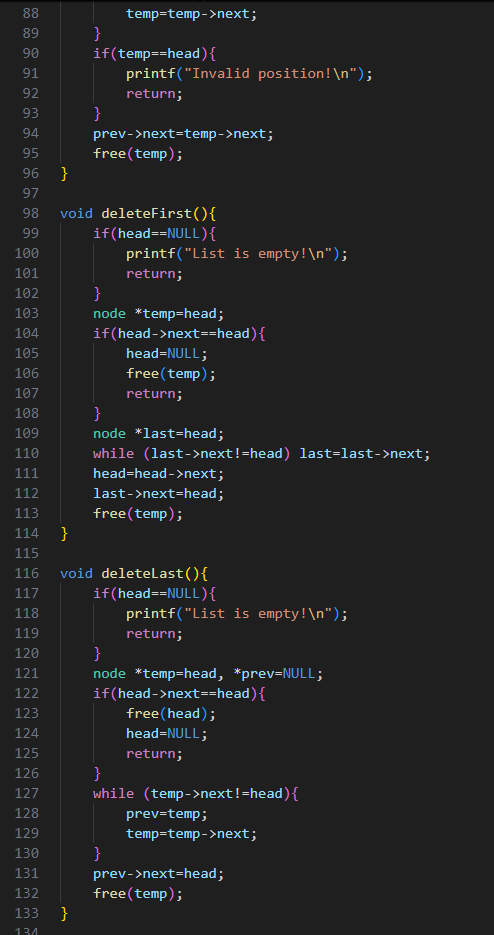 88 temp=temp->next;
89 }
90 if(temp==head){
91 printf("Invalid position!\n");
92 return;
93 }
94 prev->next=temp->next;
95 free(temp);
96 }
97
98 void deleteFirst(){
99 if(head==NULL){
100 printf("List is empty!\n");
101 return;
102 }
103 node *temp=head;
104 if(head->next==head){
105 head=NULL;
106 free(temp);
107 return;
108 }
109 node *last=head;
110 while (last->next!=head) last=last->next;
111 head=head->next;
112 last->next=head;
113 free(temp);
114 }
115
116 void deleteLast(){
117 if(head==NULL){
118 printf("List is empty!\n");
119 return;
120 }
121 node *temp=head, *prev=NULL;
122 if(head->next==head){
123 free(head);
124 head=NULL;
125 return;
126 }
127 while (temp->next!=head){
128 prev=temp;
129 temp=temp->next;
130 }
131 prev->next=head;
132 free(temp);
133 }
134